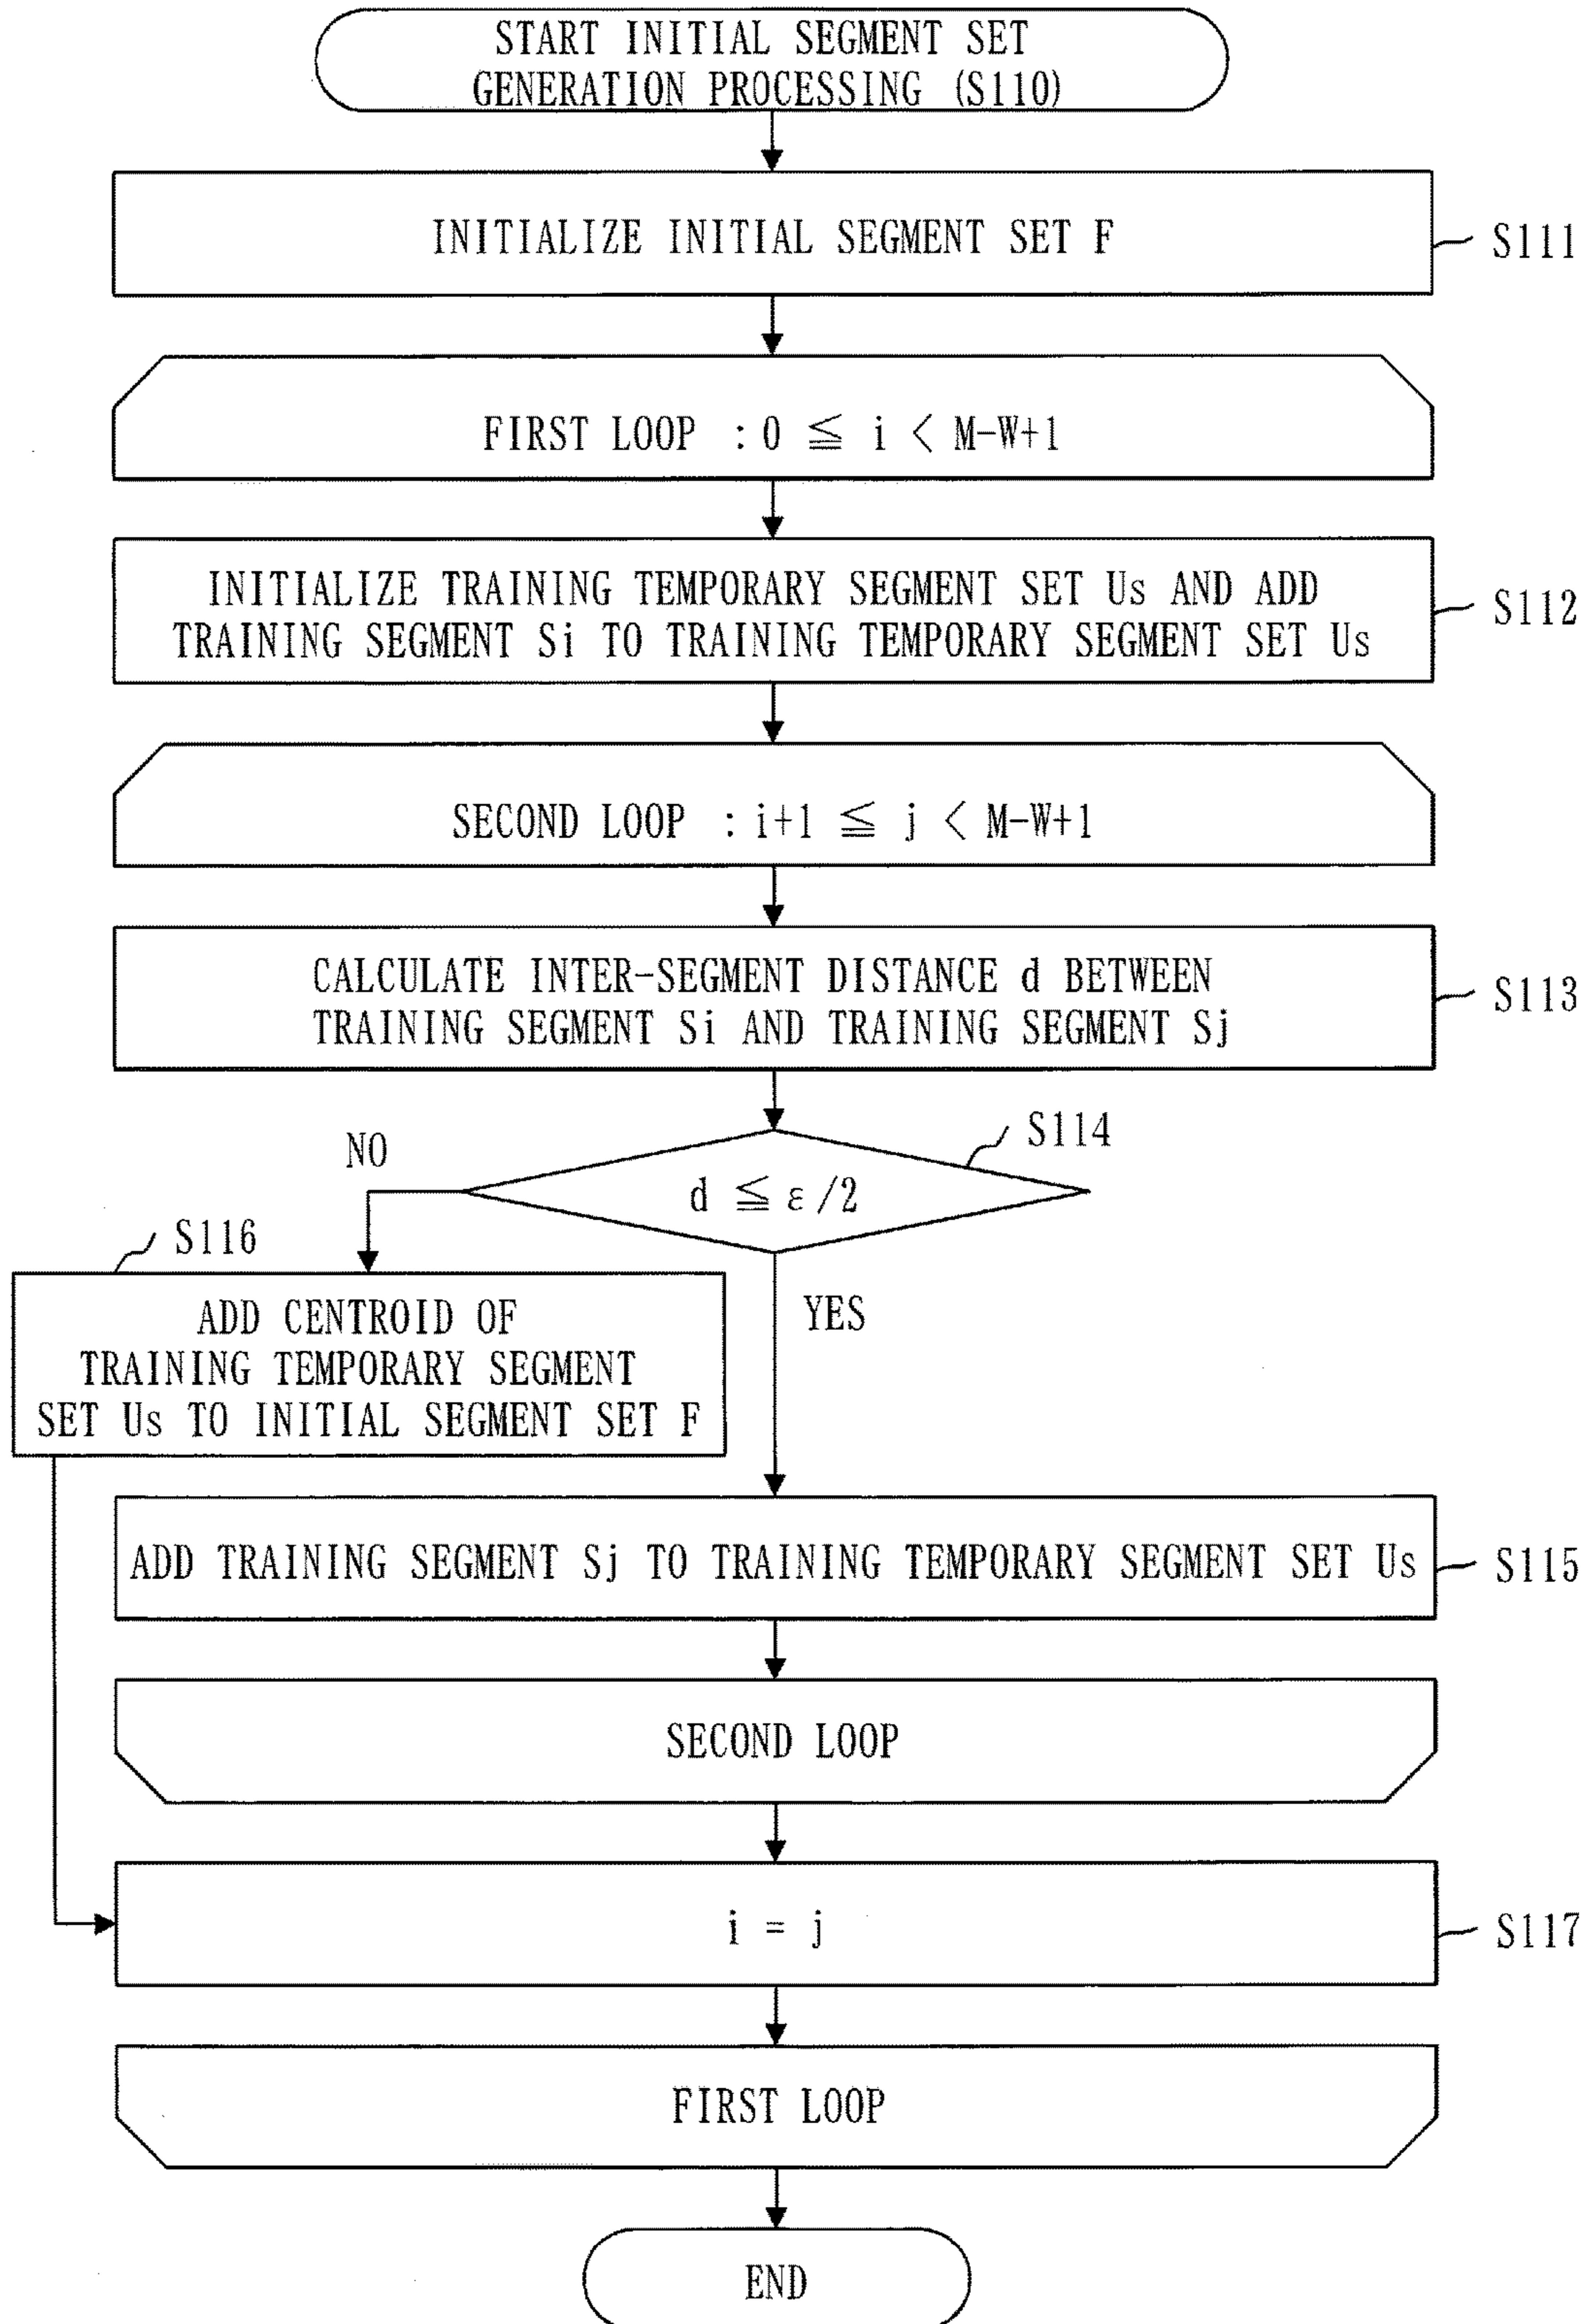 START INITIAL SEGMENT SET
GENERATION PROCESSING (S110)
INITIALIZE INITIAL SEGMENT SET F
S111
FIRST LOOP : 0 ≦ i < M-W+1
INITIALIZE TRAINING TEMPORARY SEGMENT SET Us AND ADD
TRAINING SEGMENT Si TO TRAINING TEMPORARY SEGMENT SET Us
S112
SECOND LOOP : i+1 ≦ j < M-W+1
CALCULATE INTER-SEGMENT DISTANCE d BETWEEN
TRAINING SEGMENT Si AND TRAINING SEGMENT Sj
S113
S114
NO
d ≦ ε/2
S116
YES
ADD CENTROID OF
TRAINING TEMPORARY SEGMENT
SET Us TO INITIAL SEGMENT SET F
ADD TRAINING SEGMENT Sj TO TRAINING TEMPORARY SEGMENT SET Us
S115
SECOND LOOP
i = j
S117
FIRST LOOP
END